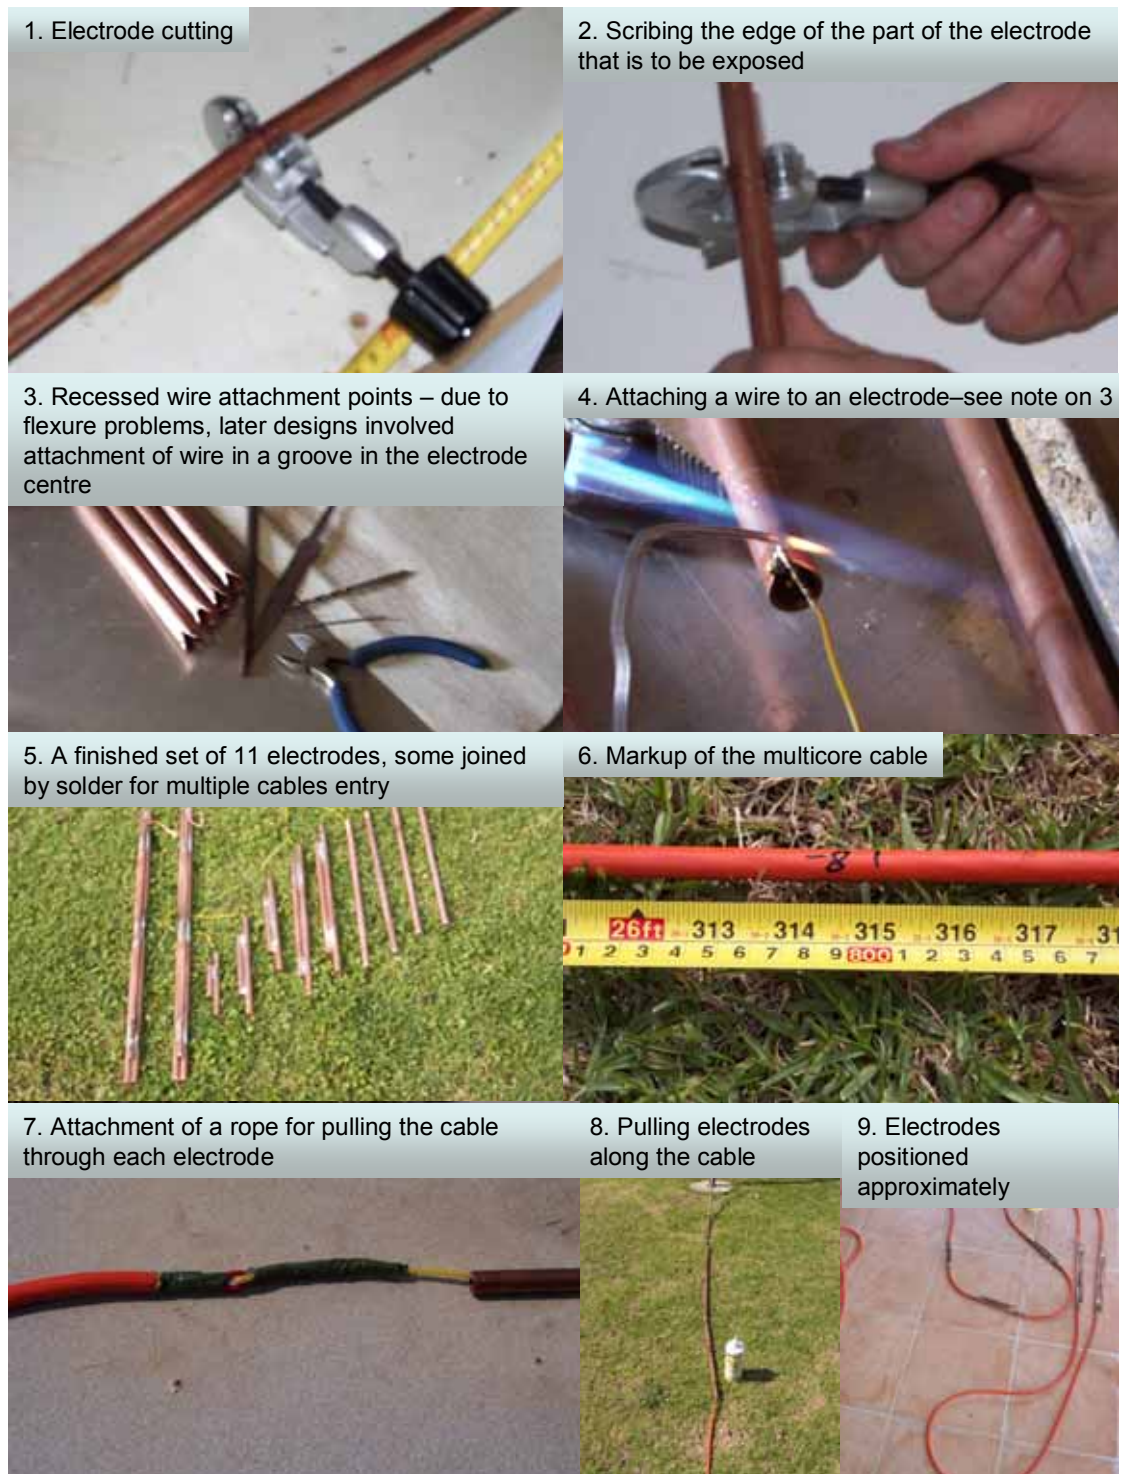 1. Electrode cutting
2. Scribing the edge of the part of the electrode
that is to be exposed
3. Recessed wire attachment points – due to
flexure problems, later designs involved
attachment of wire in a groove in the electrode
centre
4. Attaching a wire to an electrode–see note on 3
5. A finished set of 11 electrodes, some joined
by solder for multiple cables entry
6. Markup of the multicore cable
-8
26ft 313 314 315 316 317 31
1 2 3 4 5 6 7 8 9 800 1 2 3 4 5 6 7
7. Attachment of a rope for pulling the cable
through each electrode
8. Pulling electrodes
along the cable
9. Electrodes
positioned
approximately